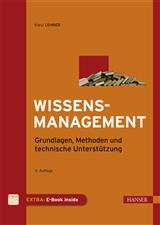 Franz LEHNER
WISSENS-
MANAGEMENT
Grundlagen, Methoden und
technische Unterstützung
5. Auflage
EXTRA: E-Book inside
HANSER